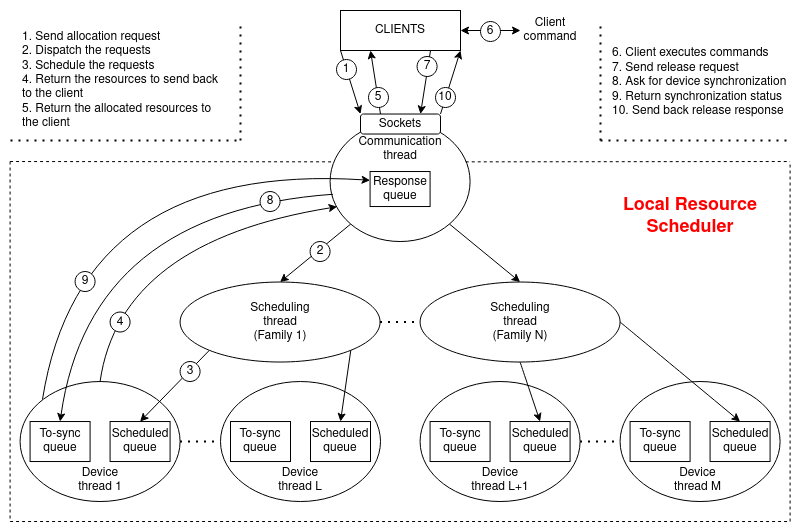 1. Send allocation request
2. Dispatch the requests
3. Schedule the requests
4. Return the resources to send back
to the client
5. Return the allocated resources to
the client
CLIENTS
6
Client
command
6. Client executes commands
7. Send release request
8. Ask for device synchronization
9. Return synchronization status
10. Send back release response
1
5
7
10
Sockets
Communication
thread
Response
queue
Local Resource
Scheduler
8
2
9
4
3
Scheduling
thread
(Family 1)
Scheduling
thread
(Family N)
To-sync
queue
Scheduled
queue
Device
thread 1
To-sync
queue
Scheduled
queue
Device
thread L
To-sync
queue
Scheduled
queue
Device
thread L+1
To-sync
queue
Scheduled
queue
Device
thread M